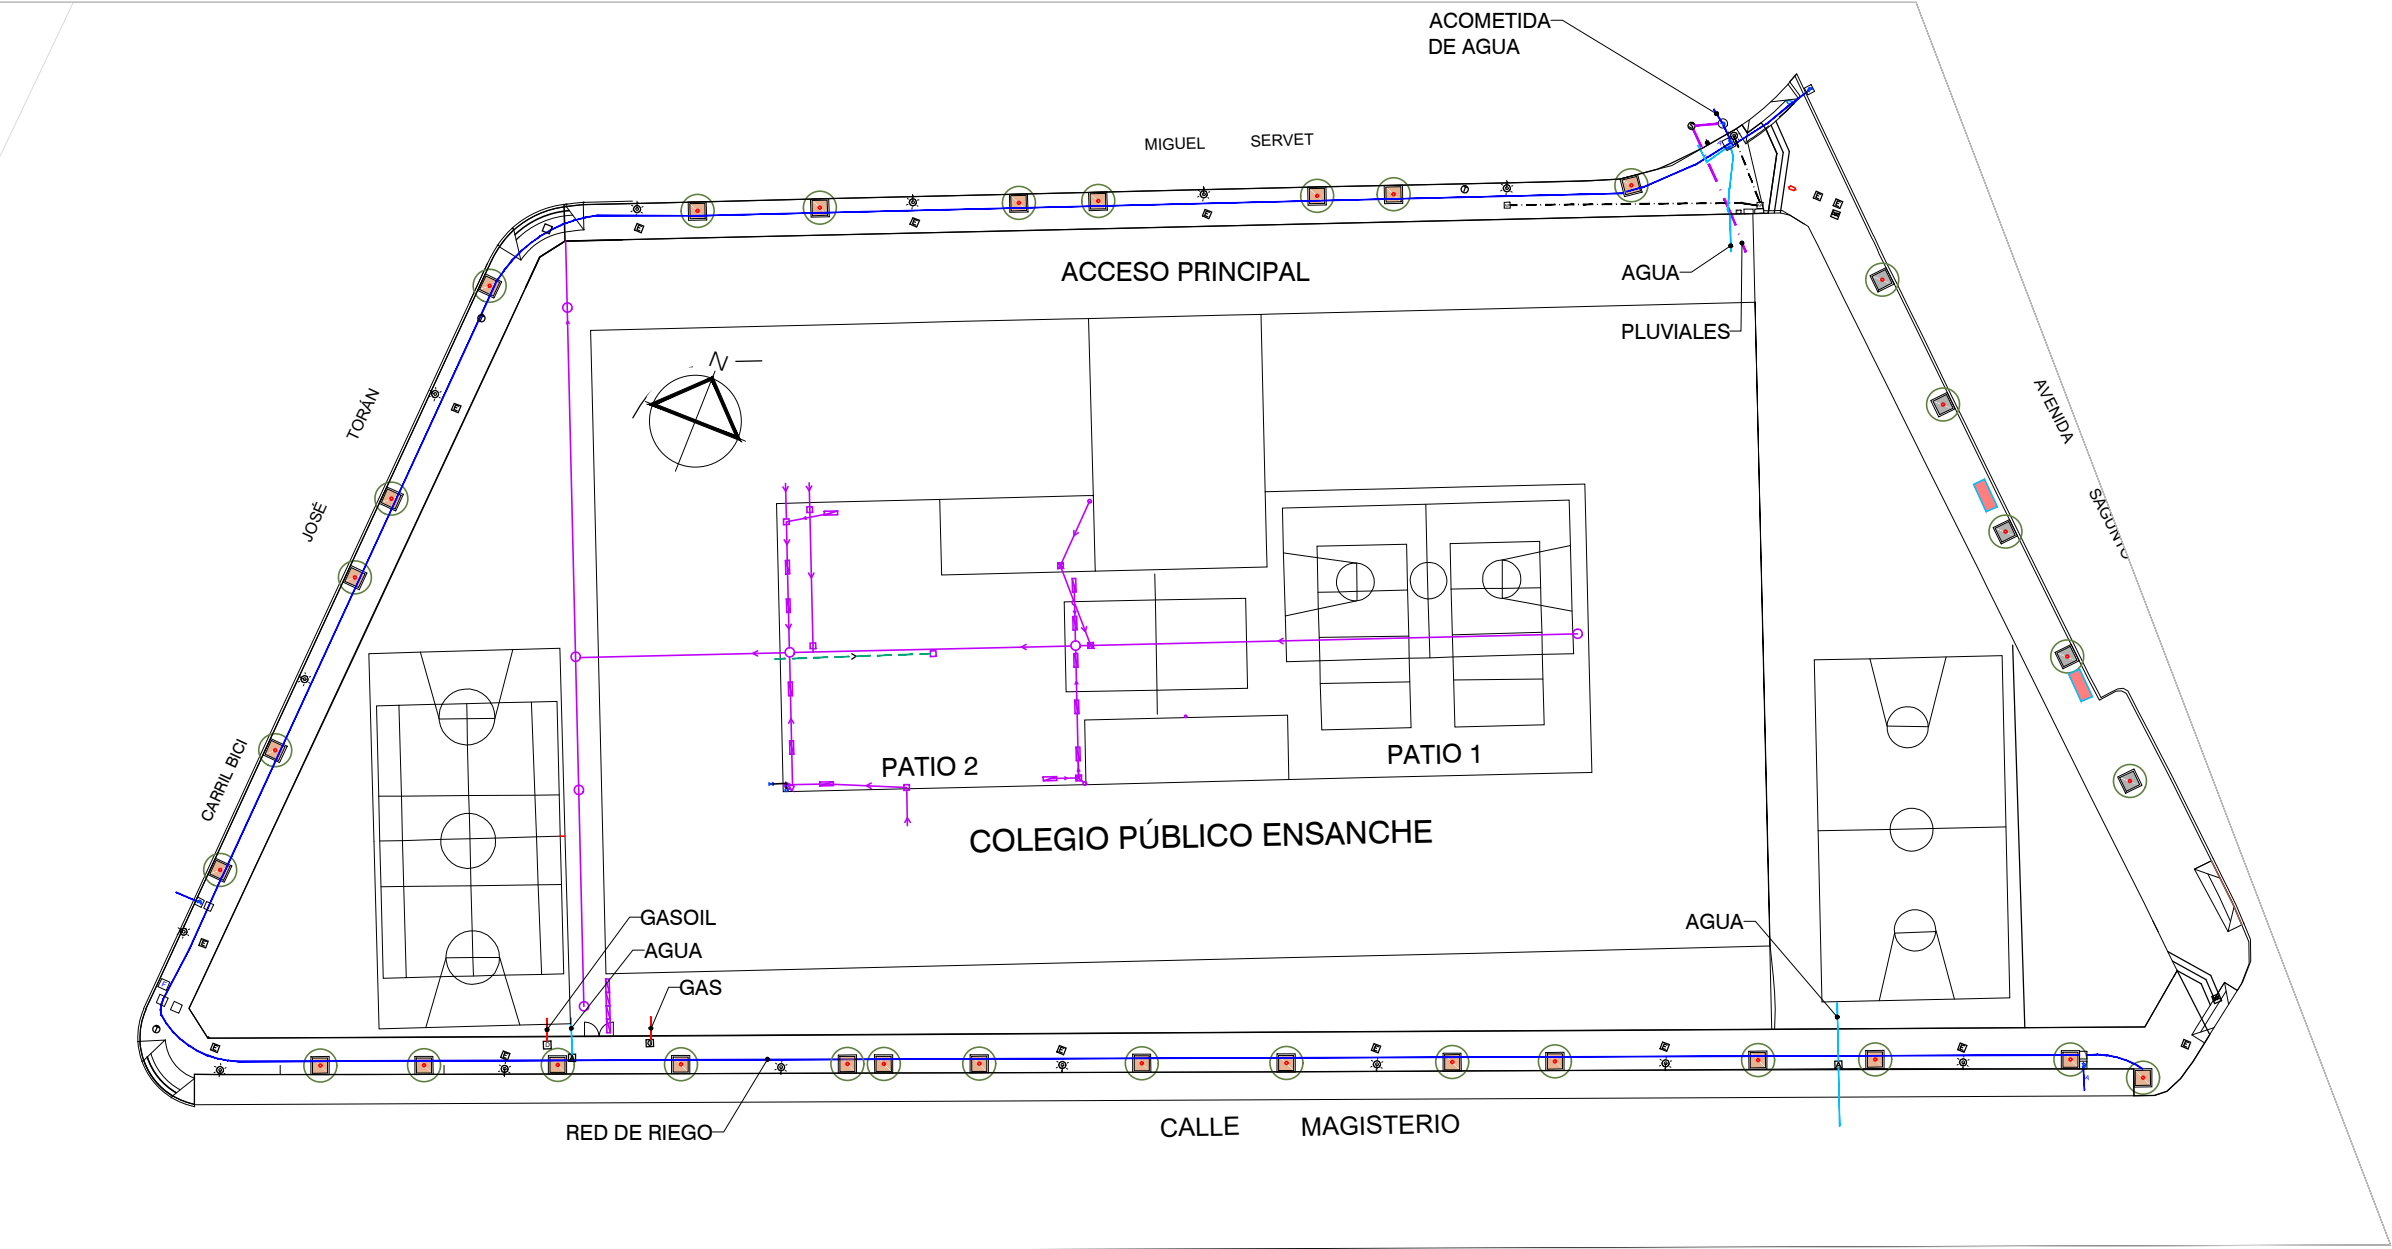 ACOMETIDA
DE AGUA
MIGUEL SERVET
ACCESO PRINCIPAL
AGUA
PLUVIALES
N
JOSÉ TORÁN
AVENIDA SAGUNTO
CARRIL BICI
PATIO 2
PATIO 1
COLEGIO PÚBLICO ENSANCHE
GASOIL
AGUA
GAS
AGUA
RED DE RIEGO
CALLE MAGISTERIO